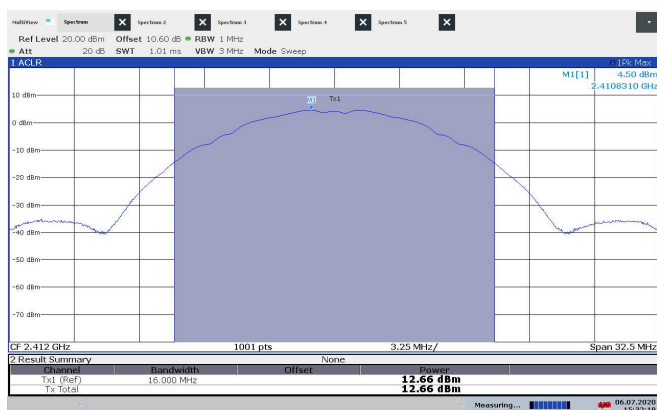 MultiView Spectrum Spectrum 2 Spectrum 3 Spectrum 4 Spectrum 5
Ref Level 20.00 dBm Offset 10.60 dB RBW 1 MHz
Att 20 dB SWT 1.01 ms VBW 3 MHz Mode Sweep
1 ACLR 1Pk Max
M1[1] 4.50 dBm
2.4108310 GHz
10 dBm
M1 Tx1
0 dBm
-10 dBm
-20 dBm
-30 dBm
-40 dBm
-50 dBm
-60 dBm
-70 dBm
CF 2.412 GHz 1001 pts 3.25 MHz/ Span 32.5 MHz
2 Result Summary None
Channel Bandwidth Offset Power
Tx1 (Ref) 16.000 MHz 12.66 dBm
Tx Total 12.66 dBm
Measuring... 06.07.2020